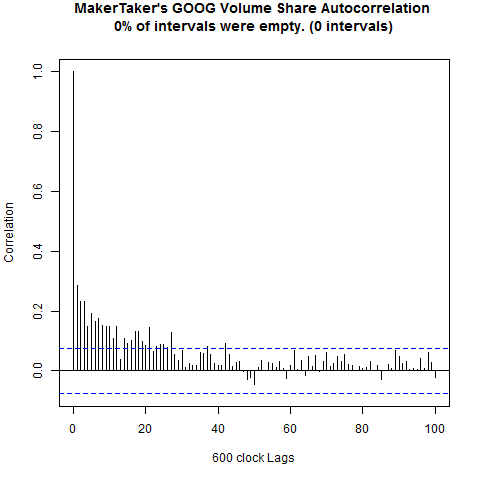 MakerTaker's GOOG Volume Share Autocorrelation
0% of intervals were empty. (0 intervals)
1.0
0.8
0.6
0.4
0.2
0.0
Correlation
0 20 40 60 80 100
600 clock Lags